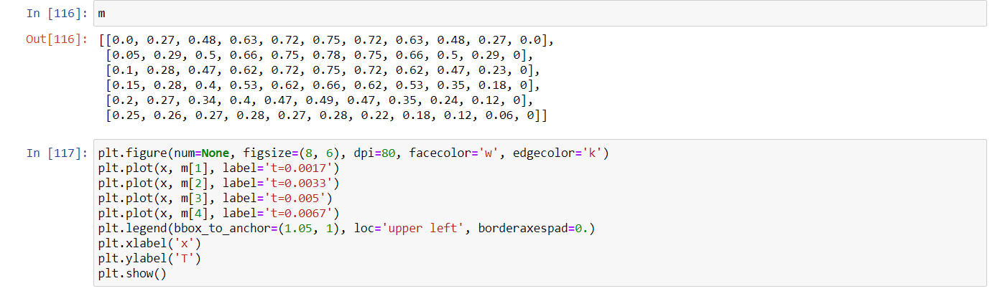 In [116]: m
Out[116]: [[0.0, 0.27, 0.48, 0.63, 0.72, 0.75, 0.72, 0.63, 0.48, 0.27, 0.0],
[0.05, 0.29, 0.5, 0.66, 0.75, 0.78, 0.75, 0.66, 0.5, 0.29, 0],
[0.1, 0.28, 0.47, 0.62, 0.72, 0.75, 0.72, 0.62, 0.47, 0.23, 0],
[0.15, 0.28, 0.4, 0.53, 0.62, 0.66, 0.62, 0.53, 0.35, 0.18, 0],
[0.2, 0.27, 0.34, 0.4, 0.47, 0.49, 0.47, 0.35, 0.24, 0.12, 0],
[0.25, 0.26, 0.27, 0.28, 0.27, 0.28, 0.22, 0.18, 0.12, 0.06, 0]]
In [117]: plt.figure(num=None, figsize=(8, 6), dpi=80, facecolor='w', edgecolor='k')
plt.plot(x, m[1], label='t=0.0017')
plt.plot(x, m[2], label='t=0.0033')
plt.plot(x, m[3], label='t=0.005')
plt.plot(x, m[4], label='t=0.0067')
plt.legend(bbox_to_anchor=(1.05, 1), loc='upper left', borderaxespad=0.)
plt.xlabel('x')
plt.ylabel('T')
plt.show()